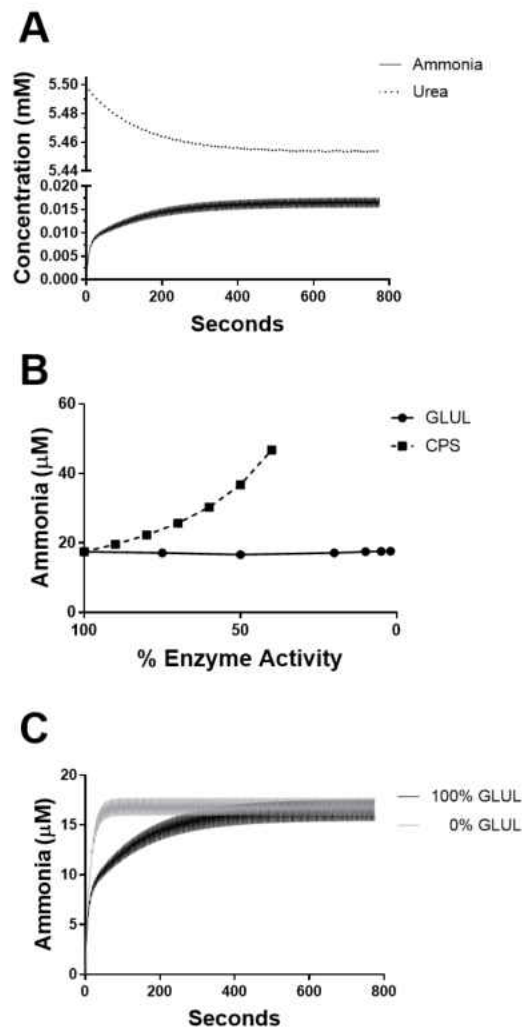 A
Concentration (mM)
5.50
5.48
5.46
5.44
0.020
0.015
0.010
0.005
0.000
0
200
400
600
800
Seconds
Ammonia
Urea
B
Ammonia (μM)
60
40
20
0
100
50
0
% Enzyme Activity
GLUL
CPS
C
Ammonia (μM)
20
15
10
5
0
0
200
400
600
800
Seconds
100% GLUL
0% GLUL